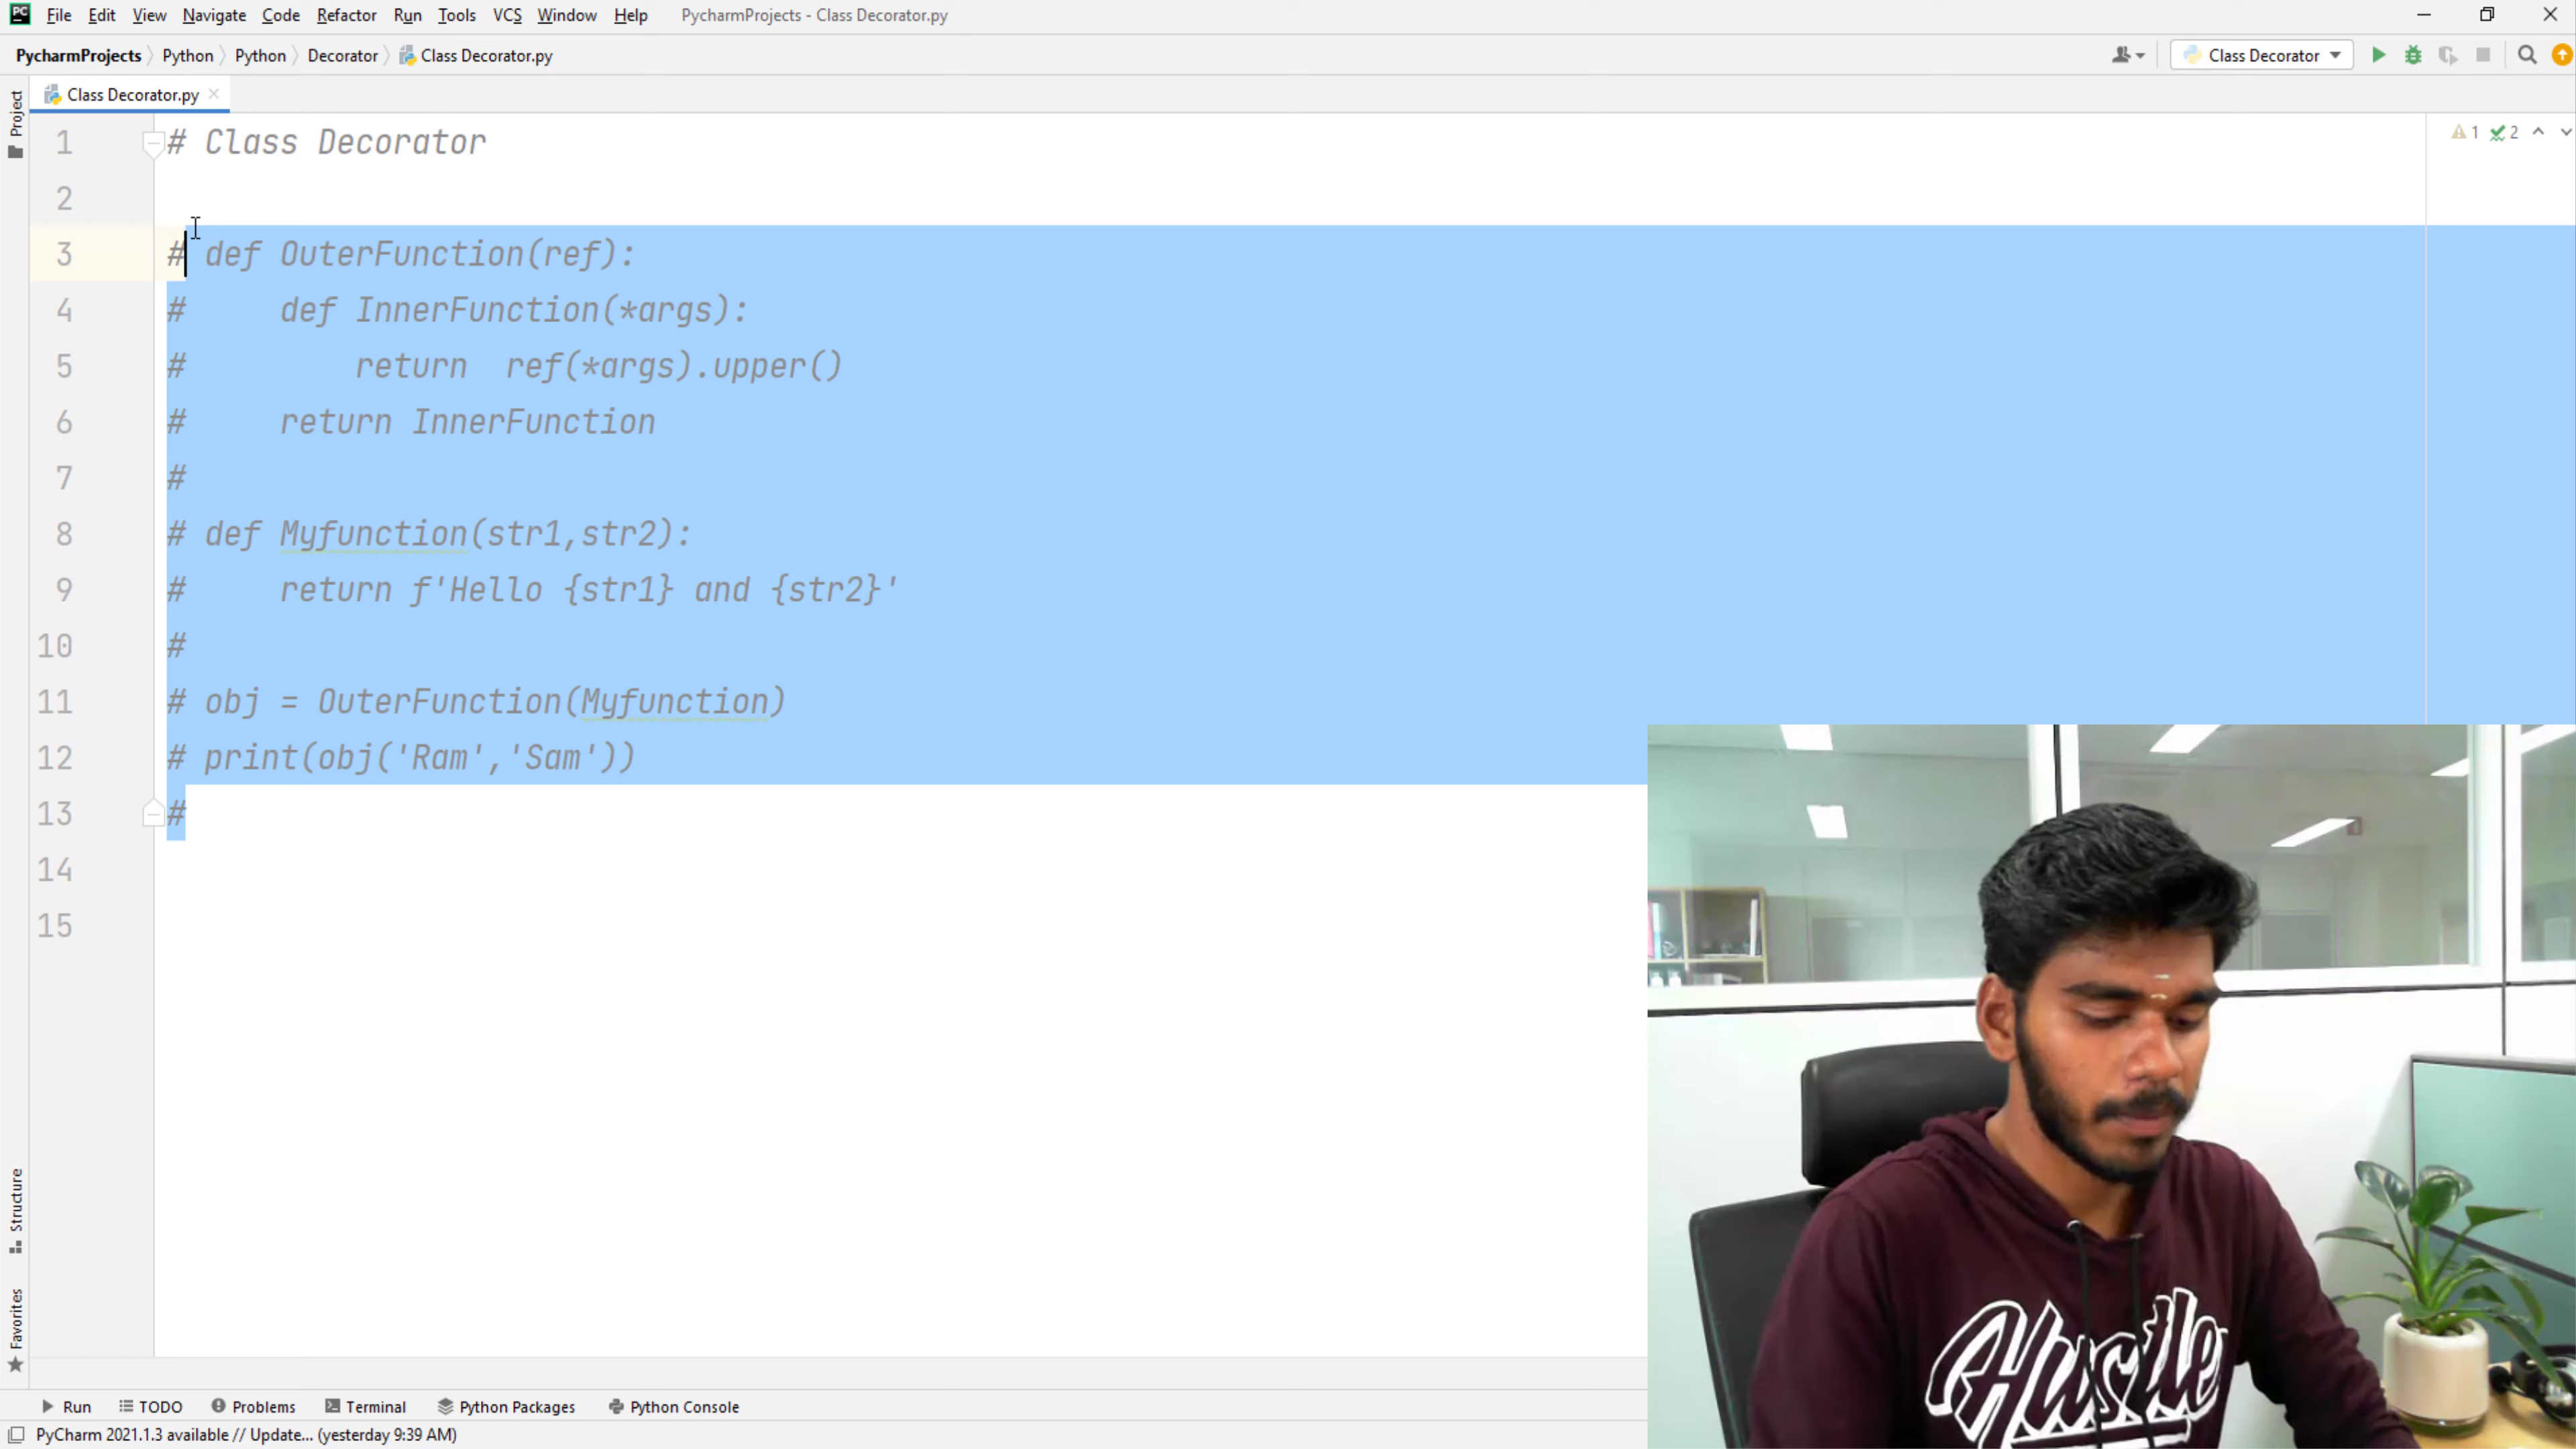 PC File Edit View Navigate Code Refactor Run Tools VCS Window Help PycharmProjects - Class Decorator.py
PycharmProjects Python Python Decorator Class Decorator.py Class Decorator
Class Decorator.py
Project
1 # Class Decorator
1 2
2
3 # def OuterFunction(ref):
4 #     def InnerFunction(*args):
5 #         return  ref(*args).upper()
6 #     return InnerFunction
7 #
8 # def Myfunction(str1,str2):
9 #     return f'Hello {str1} and {str2}'
10 #
11 # obj = OuterFunction(Myfunction)
12 # print(obj('Ram','Sam'))
13 #
14
15
Structure
Favorites
Hustle
Run TODO Problems Terminal Python Packages Python Console
PyCharm 2021.1.3 available // Update... (yesterday 9:39 AM)